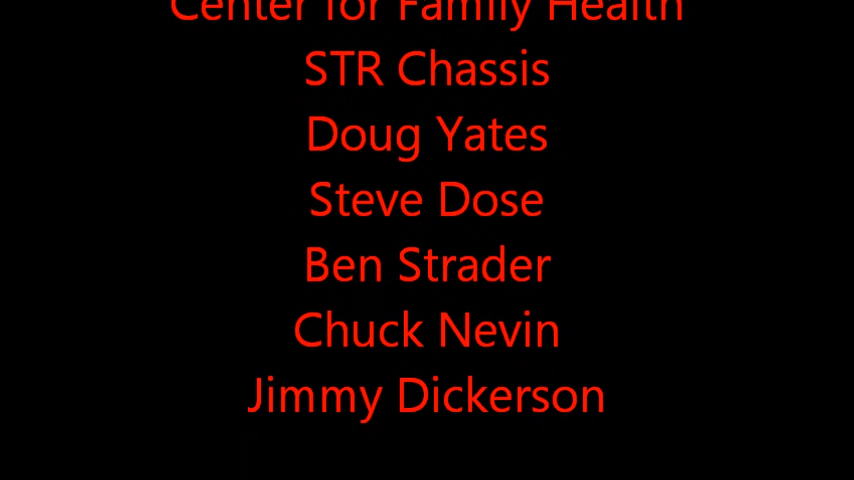 Center for Family Health
STR Chassis
Doug Yates
Steve Dose
Ben Strader
Chuck Nevin
Jimmy Dickerson